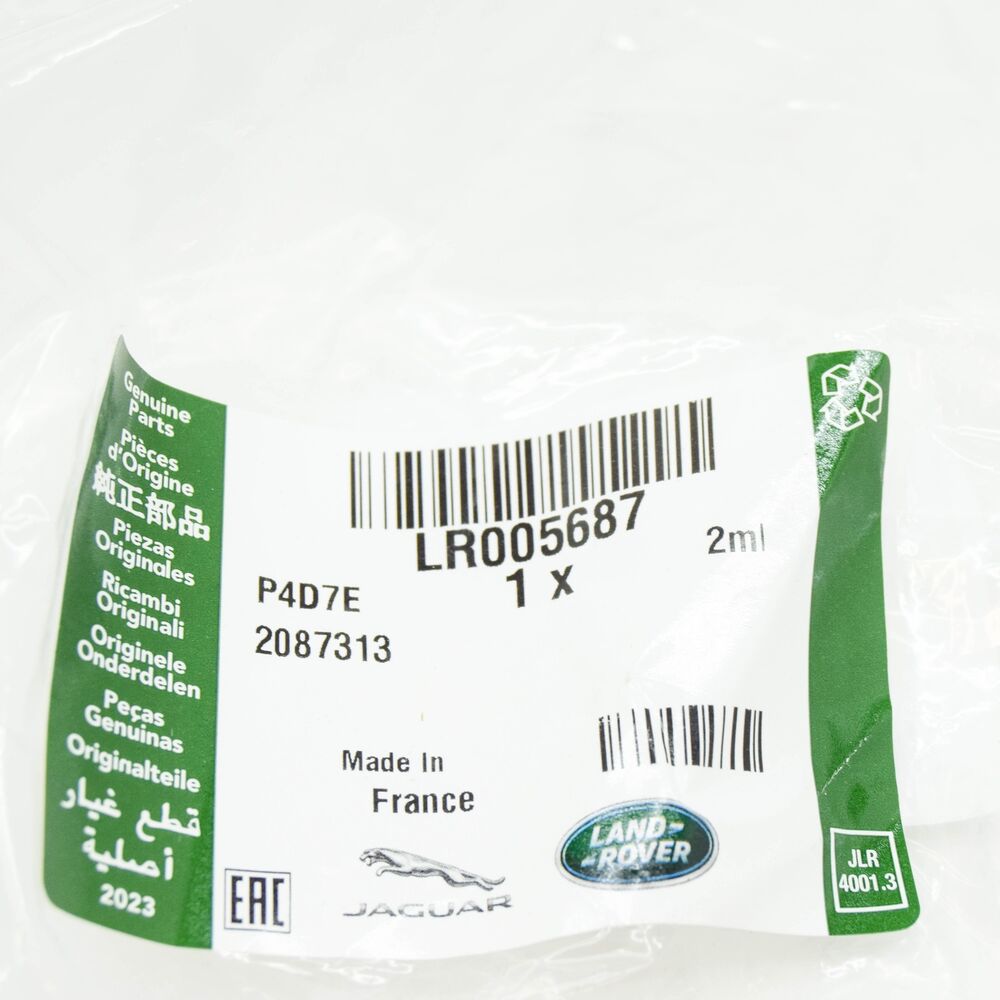 Genuine
Parts
Pièces
d'Origine
純正部品
Piezas
Originales
Ricambi
Originali
Originele
Onderdelen
Peças
Genuinas
Originalteile
قطع غيار
أصلية
2023
LR005687
1 x
2ml
P4D7E
2087313
Made In
France
EAC
JAGUAR
LAND-
-ROVER
JLR
4001.3